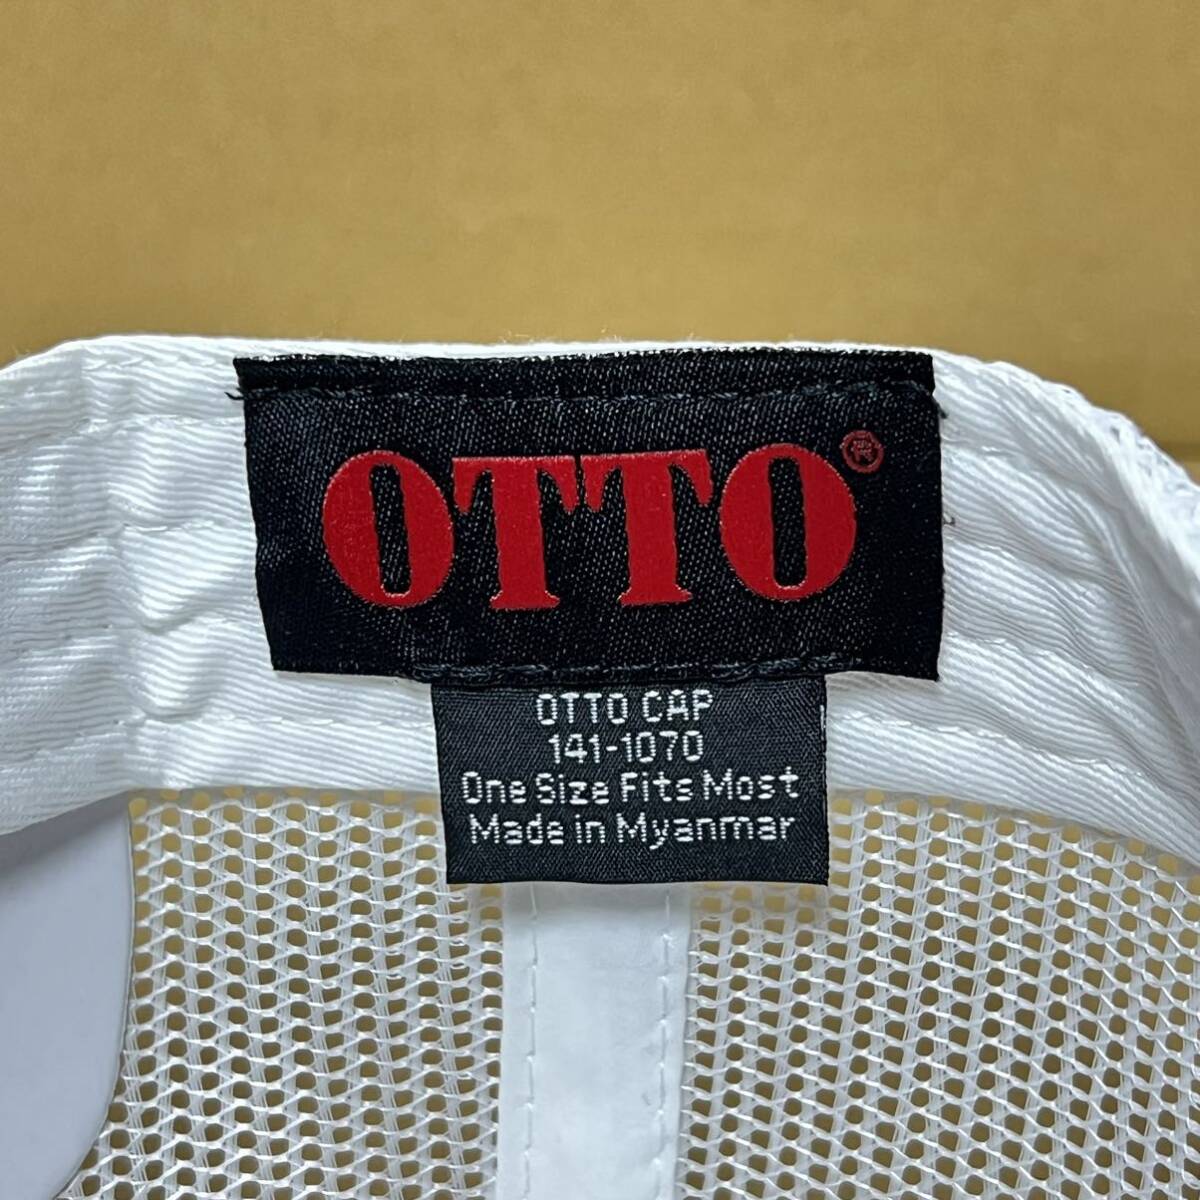 OTTO®
OTTO CAP
141-1070
One Size Fits Most
Made in Myanmar